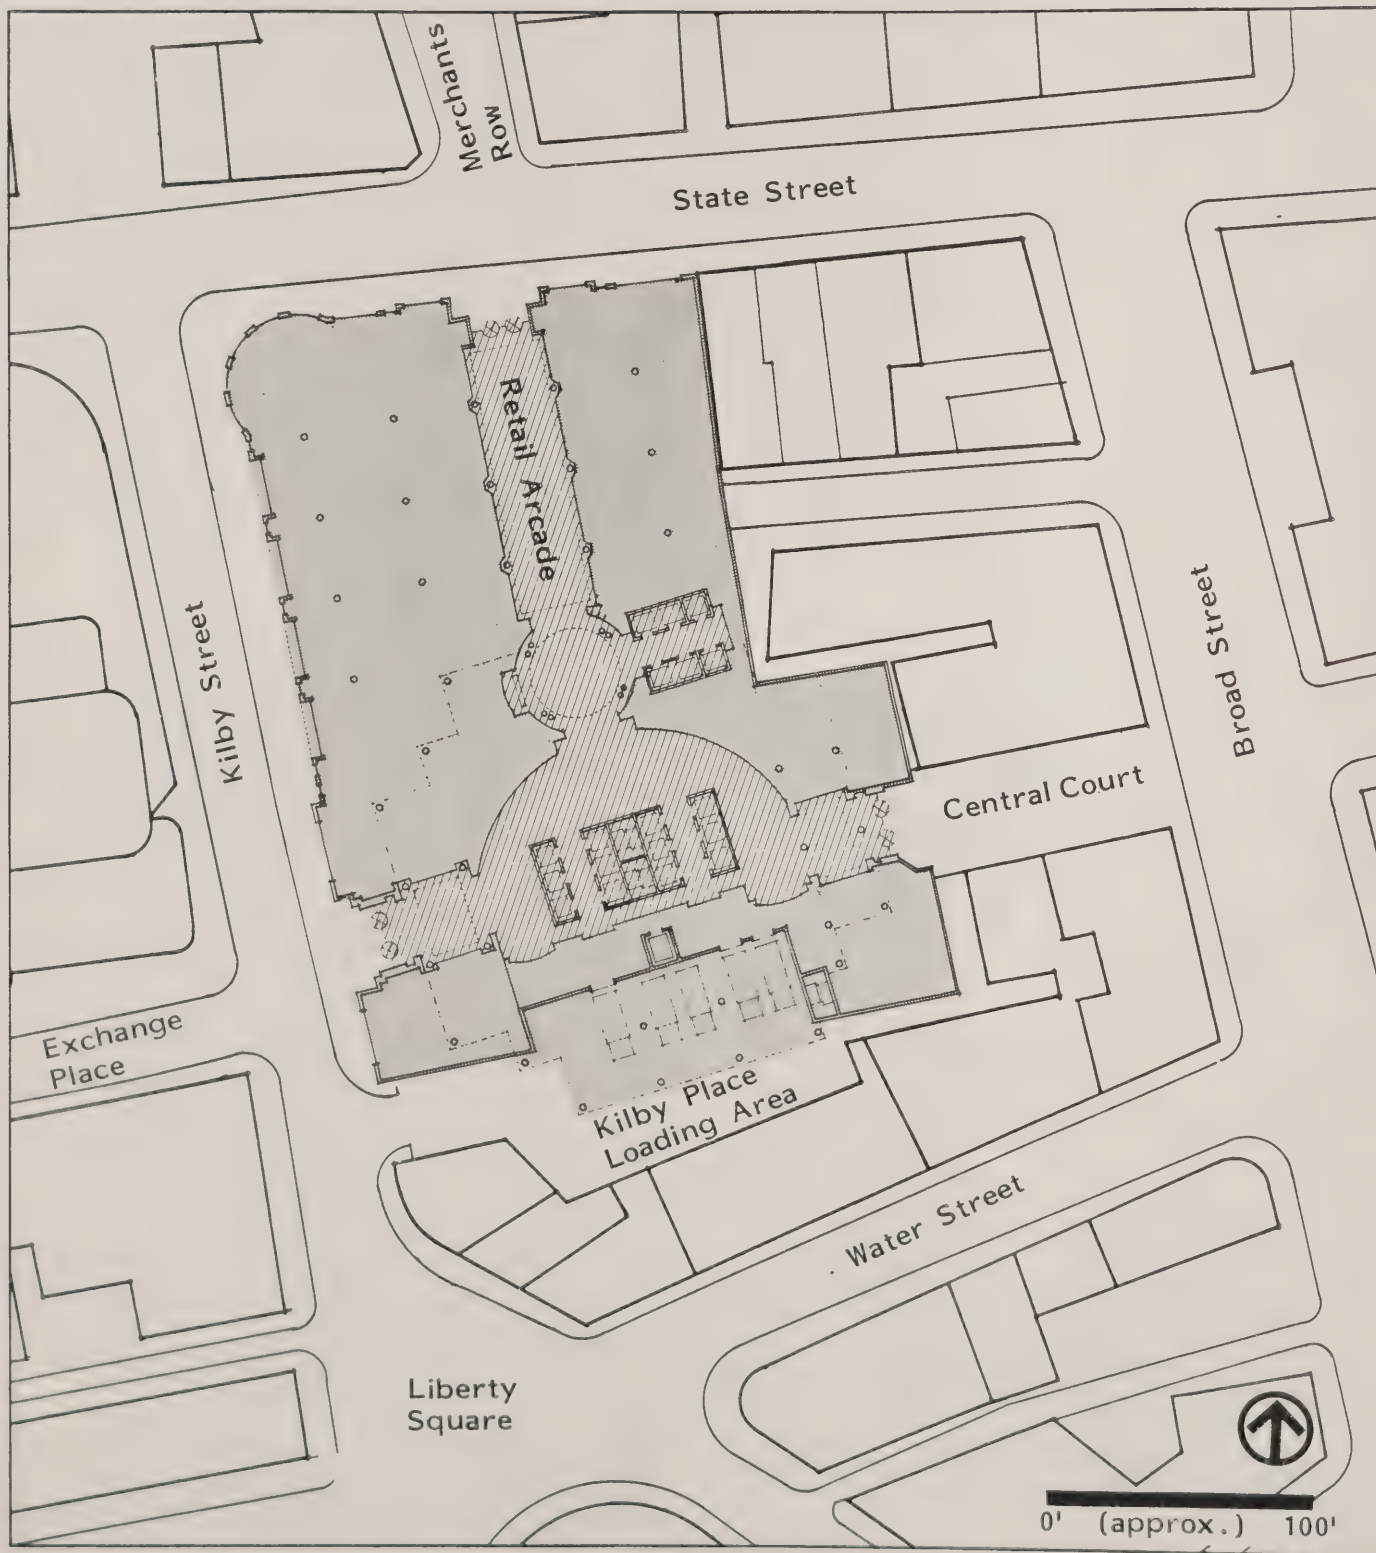 Merchants
Row
State Street
Retail Arcade
Kilby Street
Broad Street
Central Court
Exchange
Place
Kilby Place
Loading Area
Water Street
Liberty
Square
0' (approx.) 100'